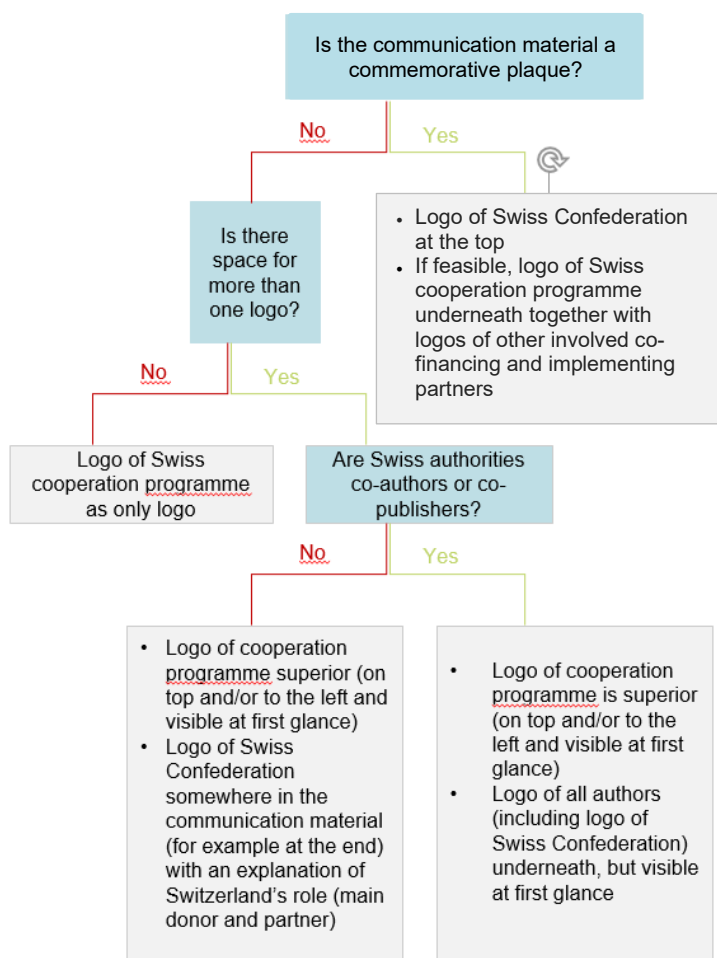 Is the communication material a
commemorative plaque?
No
Yes
Is there
space for
more than
one logo?
• Logo of Swiss Confederation
at the top
• If feasible, logo of Swiss
cooperation programme
underneath together with
logos of other involved co-
financing and implementing
partners
No
Yes
Logo of Swiss
cooperation programme
as only logo
Are Swiss authorities
co-authors or co-
publishers?
No
Yes
• Logo of cooperation
programme superior (on
top and/or to the left and
visible at first glance)
• Logo of Swiss
Confederation
somewhere in the
communication material
(for example at the end)
with an explanation of
Switzerland’s role (main
donor and partner)
• Logo of cooperation
programme is superior
(on top and/or to the
left and visible at first
glance)
• Logo of all authors
(including logo of
Swiss Confederation)
underneath, but visible
at first glance